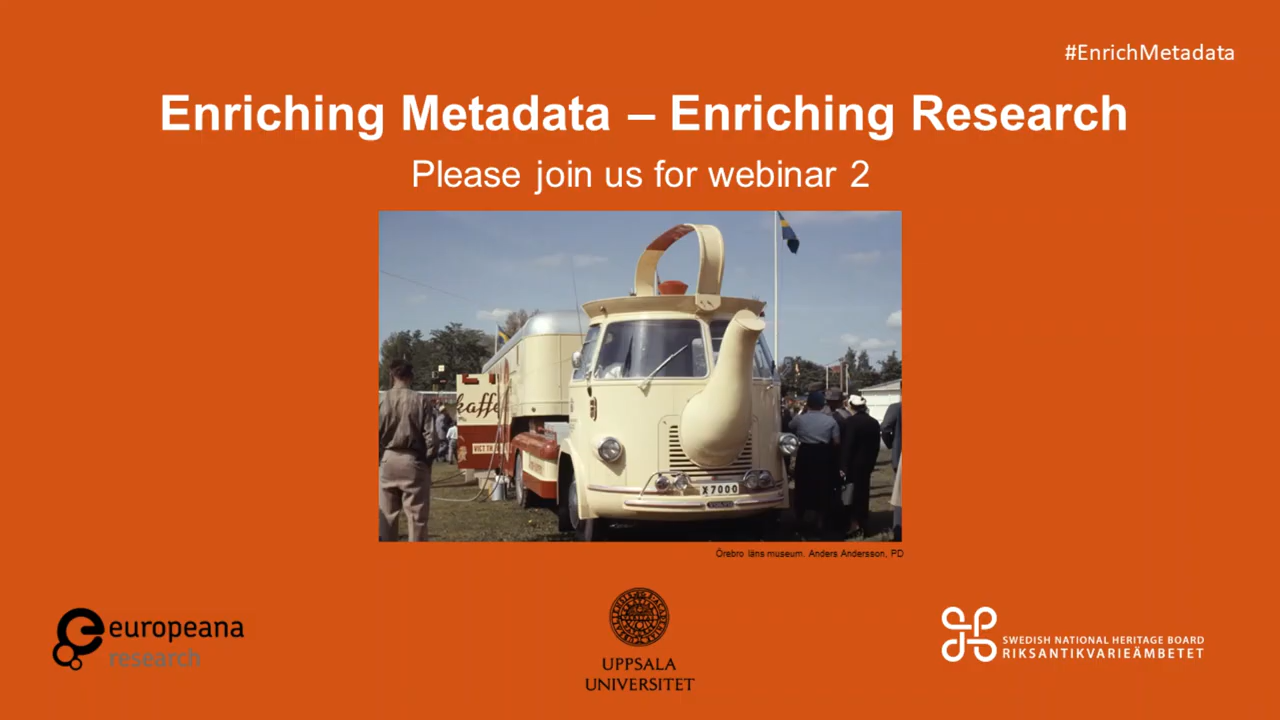 #EnrichMetadata
Enriching Metadata – Enriching Research
Please join us for webinar 2
kaffe
X7000
Örebro läns museum. Anders Andersson, PD
europeana
research
UPPSALA
UNIVERSITET
SWEDISH NATIONAL HERITAGE BOARD
RIKSANTIKVARIEÄMBETET